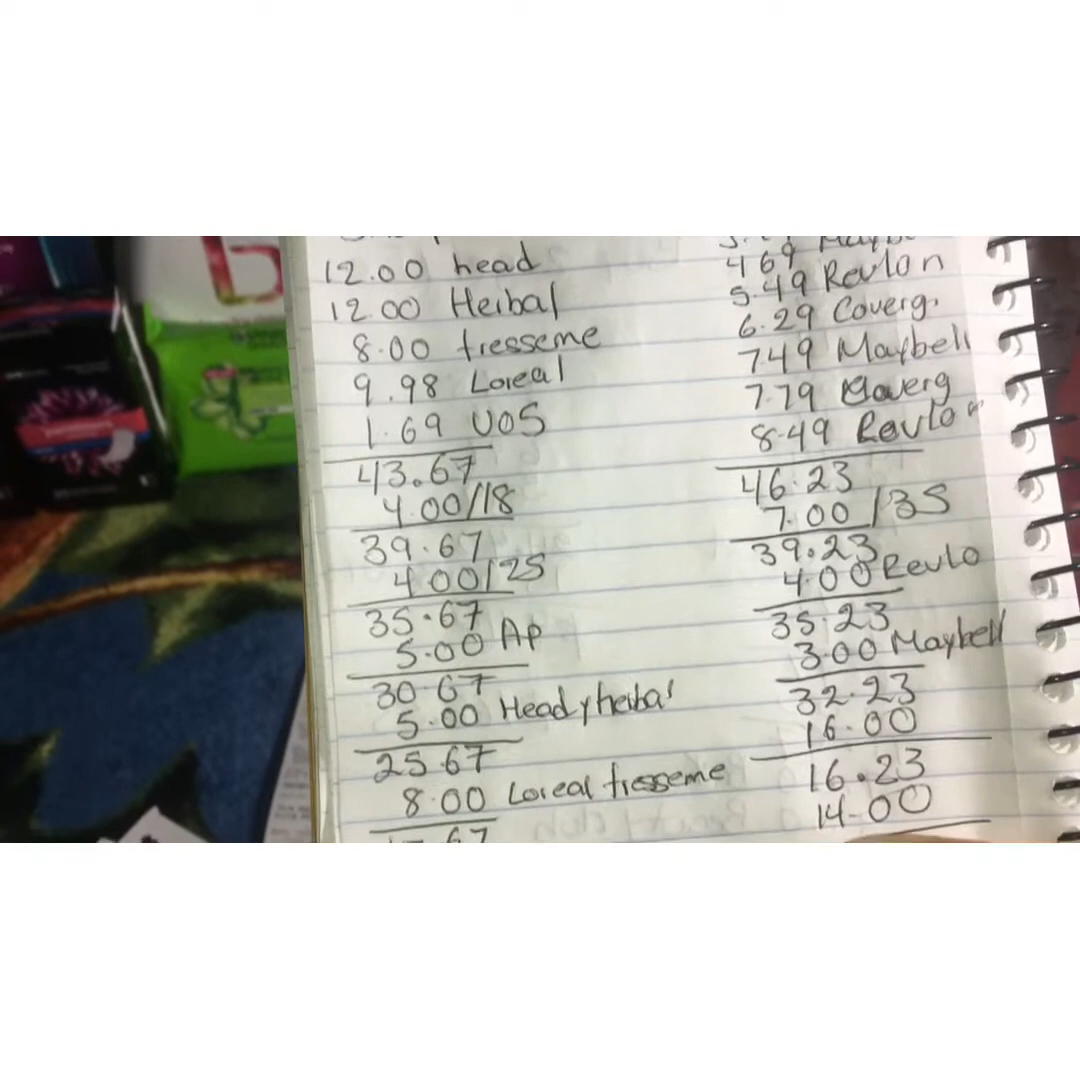 12.00 head
12.00 Herbal
8.00 tresseme
9.98 Loreal
1.69 VO5
43.67
4.00/18
39.67
4.00/25
35.67
5.00 Ap
30.67
5.00 Head y herbal
25.67
8.00 Loreal tresseme
4.69
5.49 Revlon
6.29 Coverg.
7.49 Maybell
7.79 Coverg
8.49 Revlon
46.23
7.00 /35
39.23
4.00 Revlo
35.23
3.00 Maybell
32.23
16.00
16.23
14.00